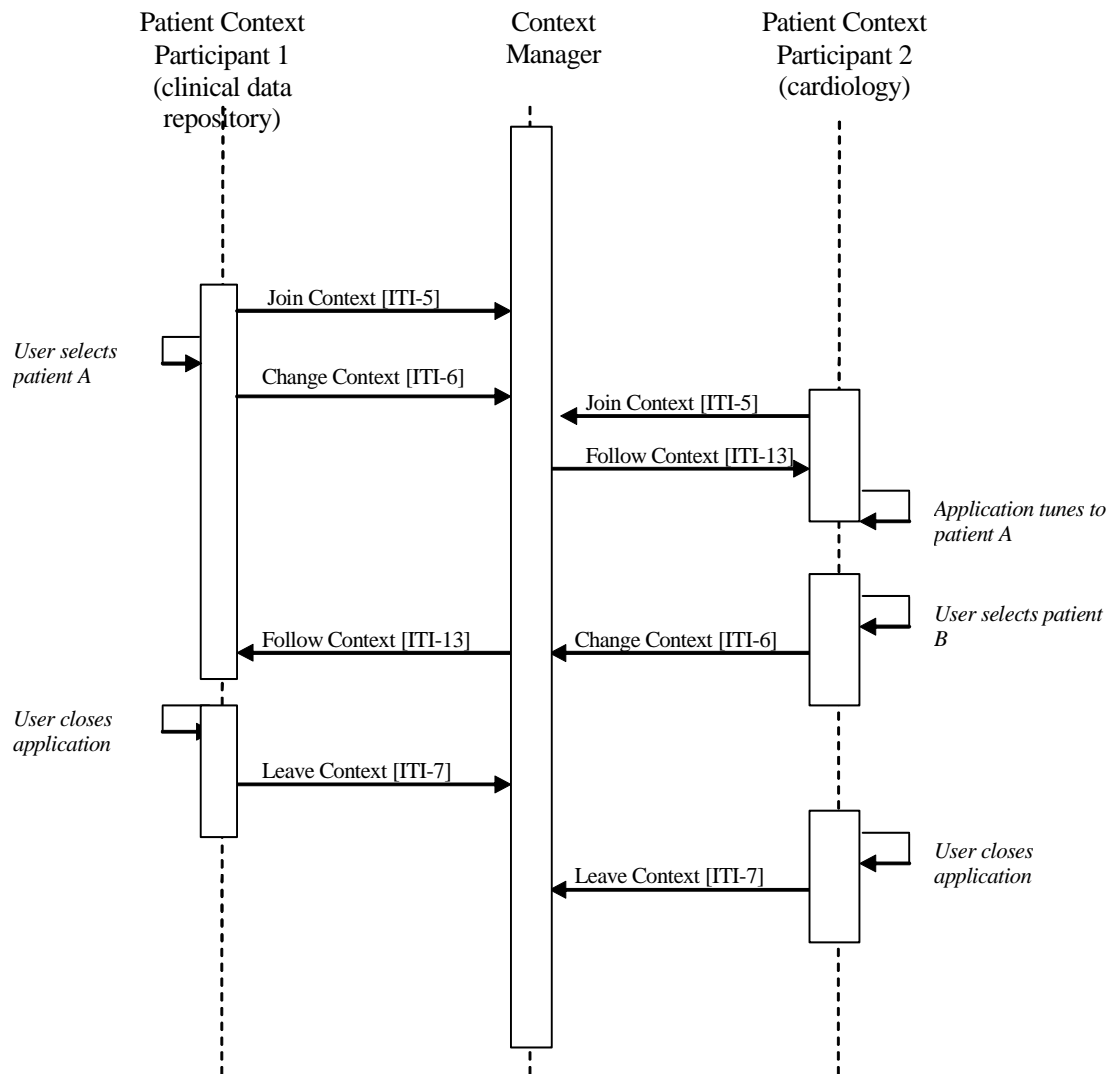 Patient Context
Participant 1
(clinical data
repository)
Context
Manager
Patient Context
Participant 2
(cardiology)
Join Context [ITI-5]
User selects
patient A
Change Context [ITI-6]
Join Context [ITI-5]
Follow Context [ITI-13]
Application tunes to
patient A
User selects patient
B
Follow Context [ITI-13]
Change Context [ITI-6]
User closes
application
Leave Context [ITI-7]
User closes
application
Leave Context [ITI-7]